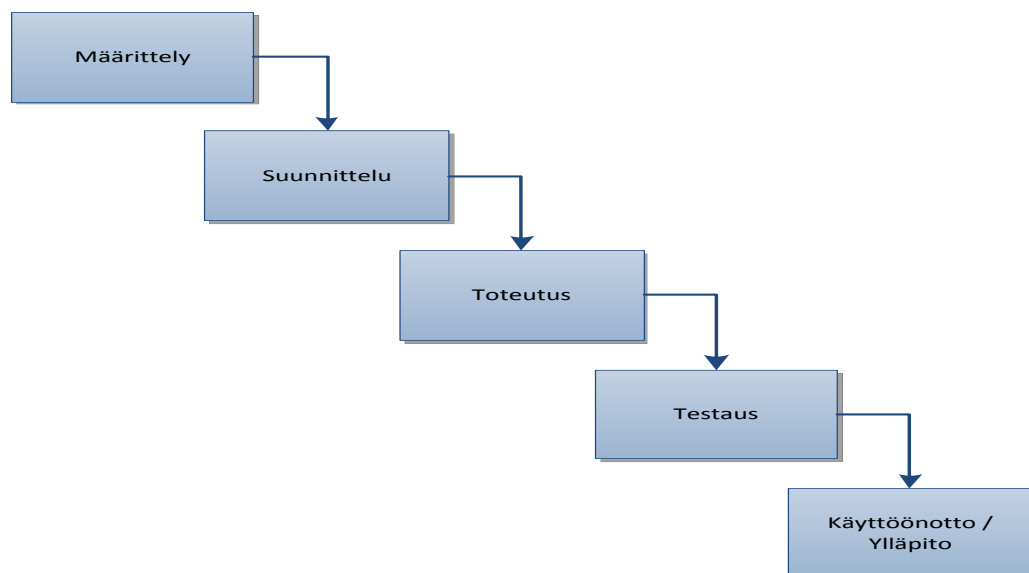 Määrittely
Suunnittelu
Toteutus
Testaus
Käyttöönotto /
Ylläpito